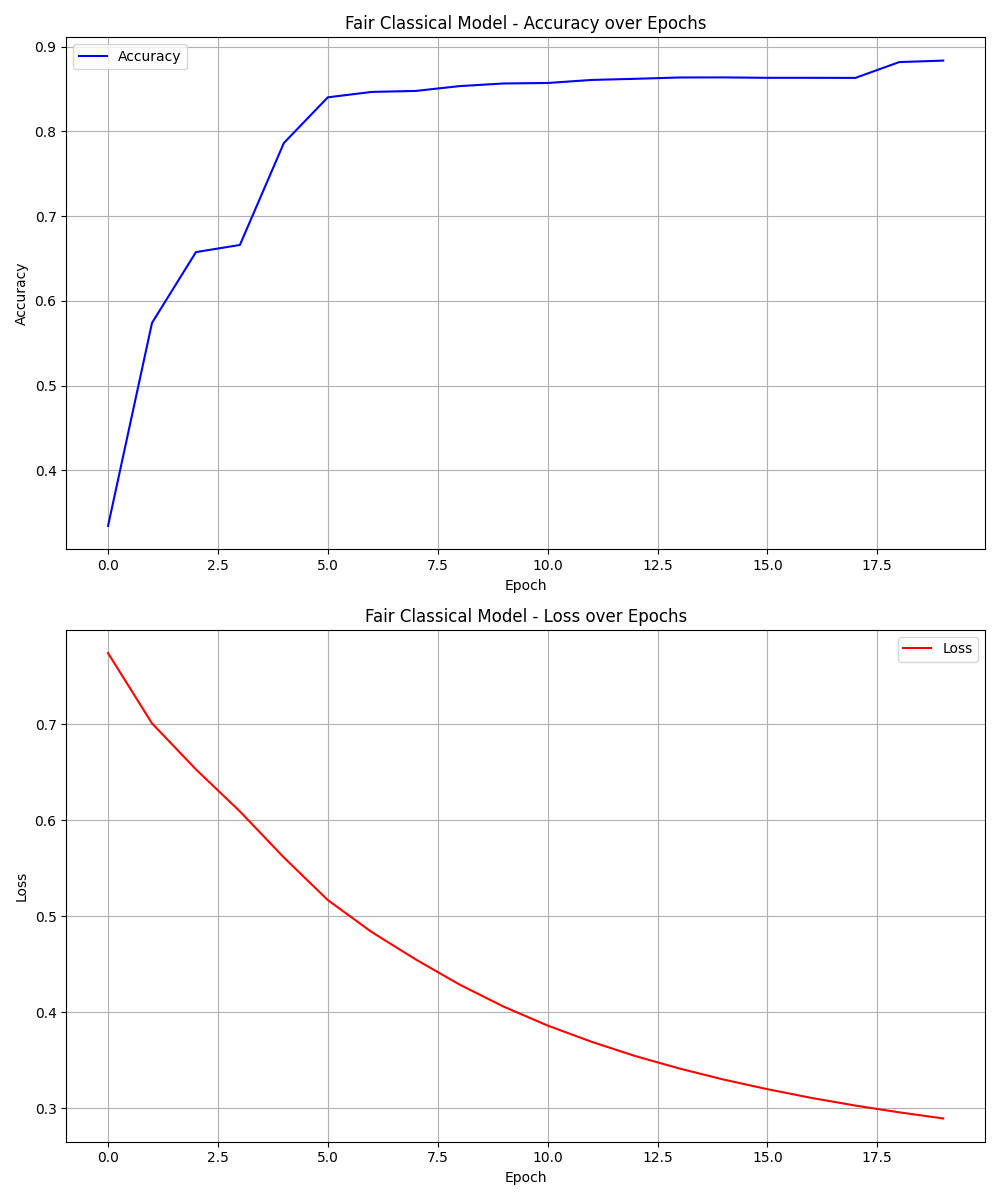 Fair Classical Model - Accuracy over Epochs
Accuracy
0.9
0.8
0.7
0.6
0.5
0.4
Accuracy
0.0 2.5 5.0 7.5 10.0 12.5 15.0 17.5
Epoch
Fair Classical Model - Loss over Epochs
Loss
0.7
0.6
0.5
0.4
0.3
Loss
0.0 2.5 5.0 7.5 10.0 12.5 15.0 17.5
Epoch